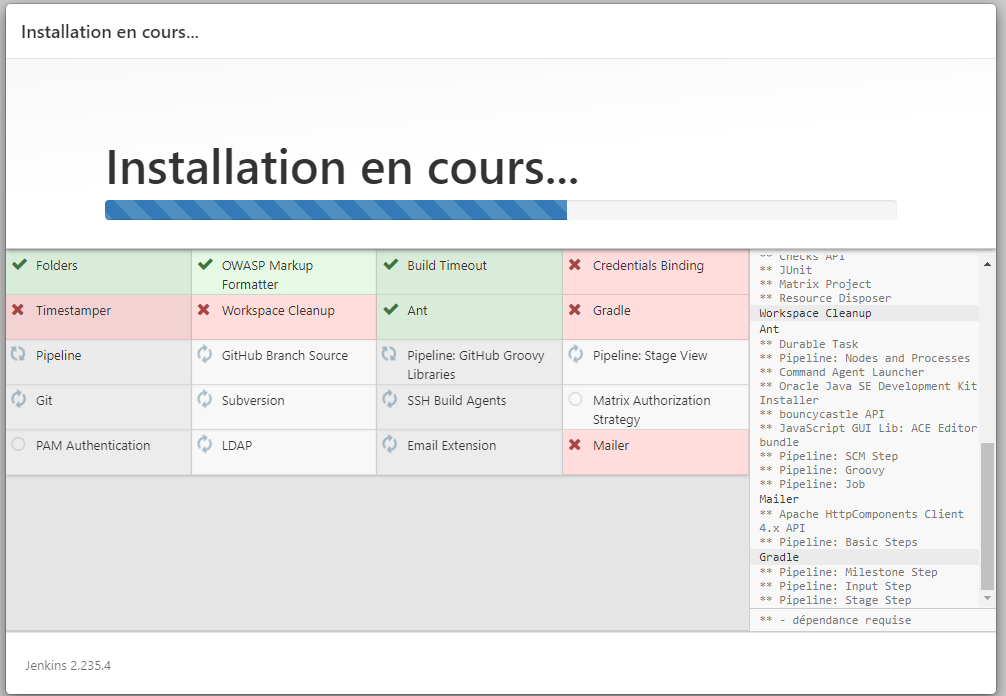 Installation en cours...
Installation en cours...
Folders
OWASP Markup
Formatter
Build Timeout
Credentials Binding
Timestamper
Workspace Cleanup
Ant
Gradle
Pipeline
GitHub Branch Source
Pipeline: GitHub Groovy
Libraries
Pipeline: Stage View
Git
Subversion
SSH Build Agents
Matrix Authorization
Strategy
PAM Authentication
LDAP
Email Extension
Mailer
** Checks API
** JUnit
** Matrix Project
** Resource Disposer
Workspace Cleanup
Ant
** Durable Task
** Pipeline: Nodes and Processes
** Command Agent Launcher
** Oracle Java SE Development Kit
Installer
** bouncycastle API
** JavaScript GUI Lib: ACE Editor
bundle
** Pipeline: SCM Step
** Pipeline: Groovy
** Pipeline: Job
Mailer
** Apache HttpComponents Client
4.x API
** Pipeline: Basic Steps
Gradle
** Pipeline: Milestone Step
** Pipeline: Input Step
** Pipeline: Stage Step
** - dépendance requise
Jenkins 2.235.4